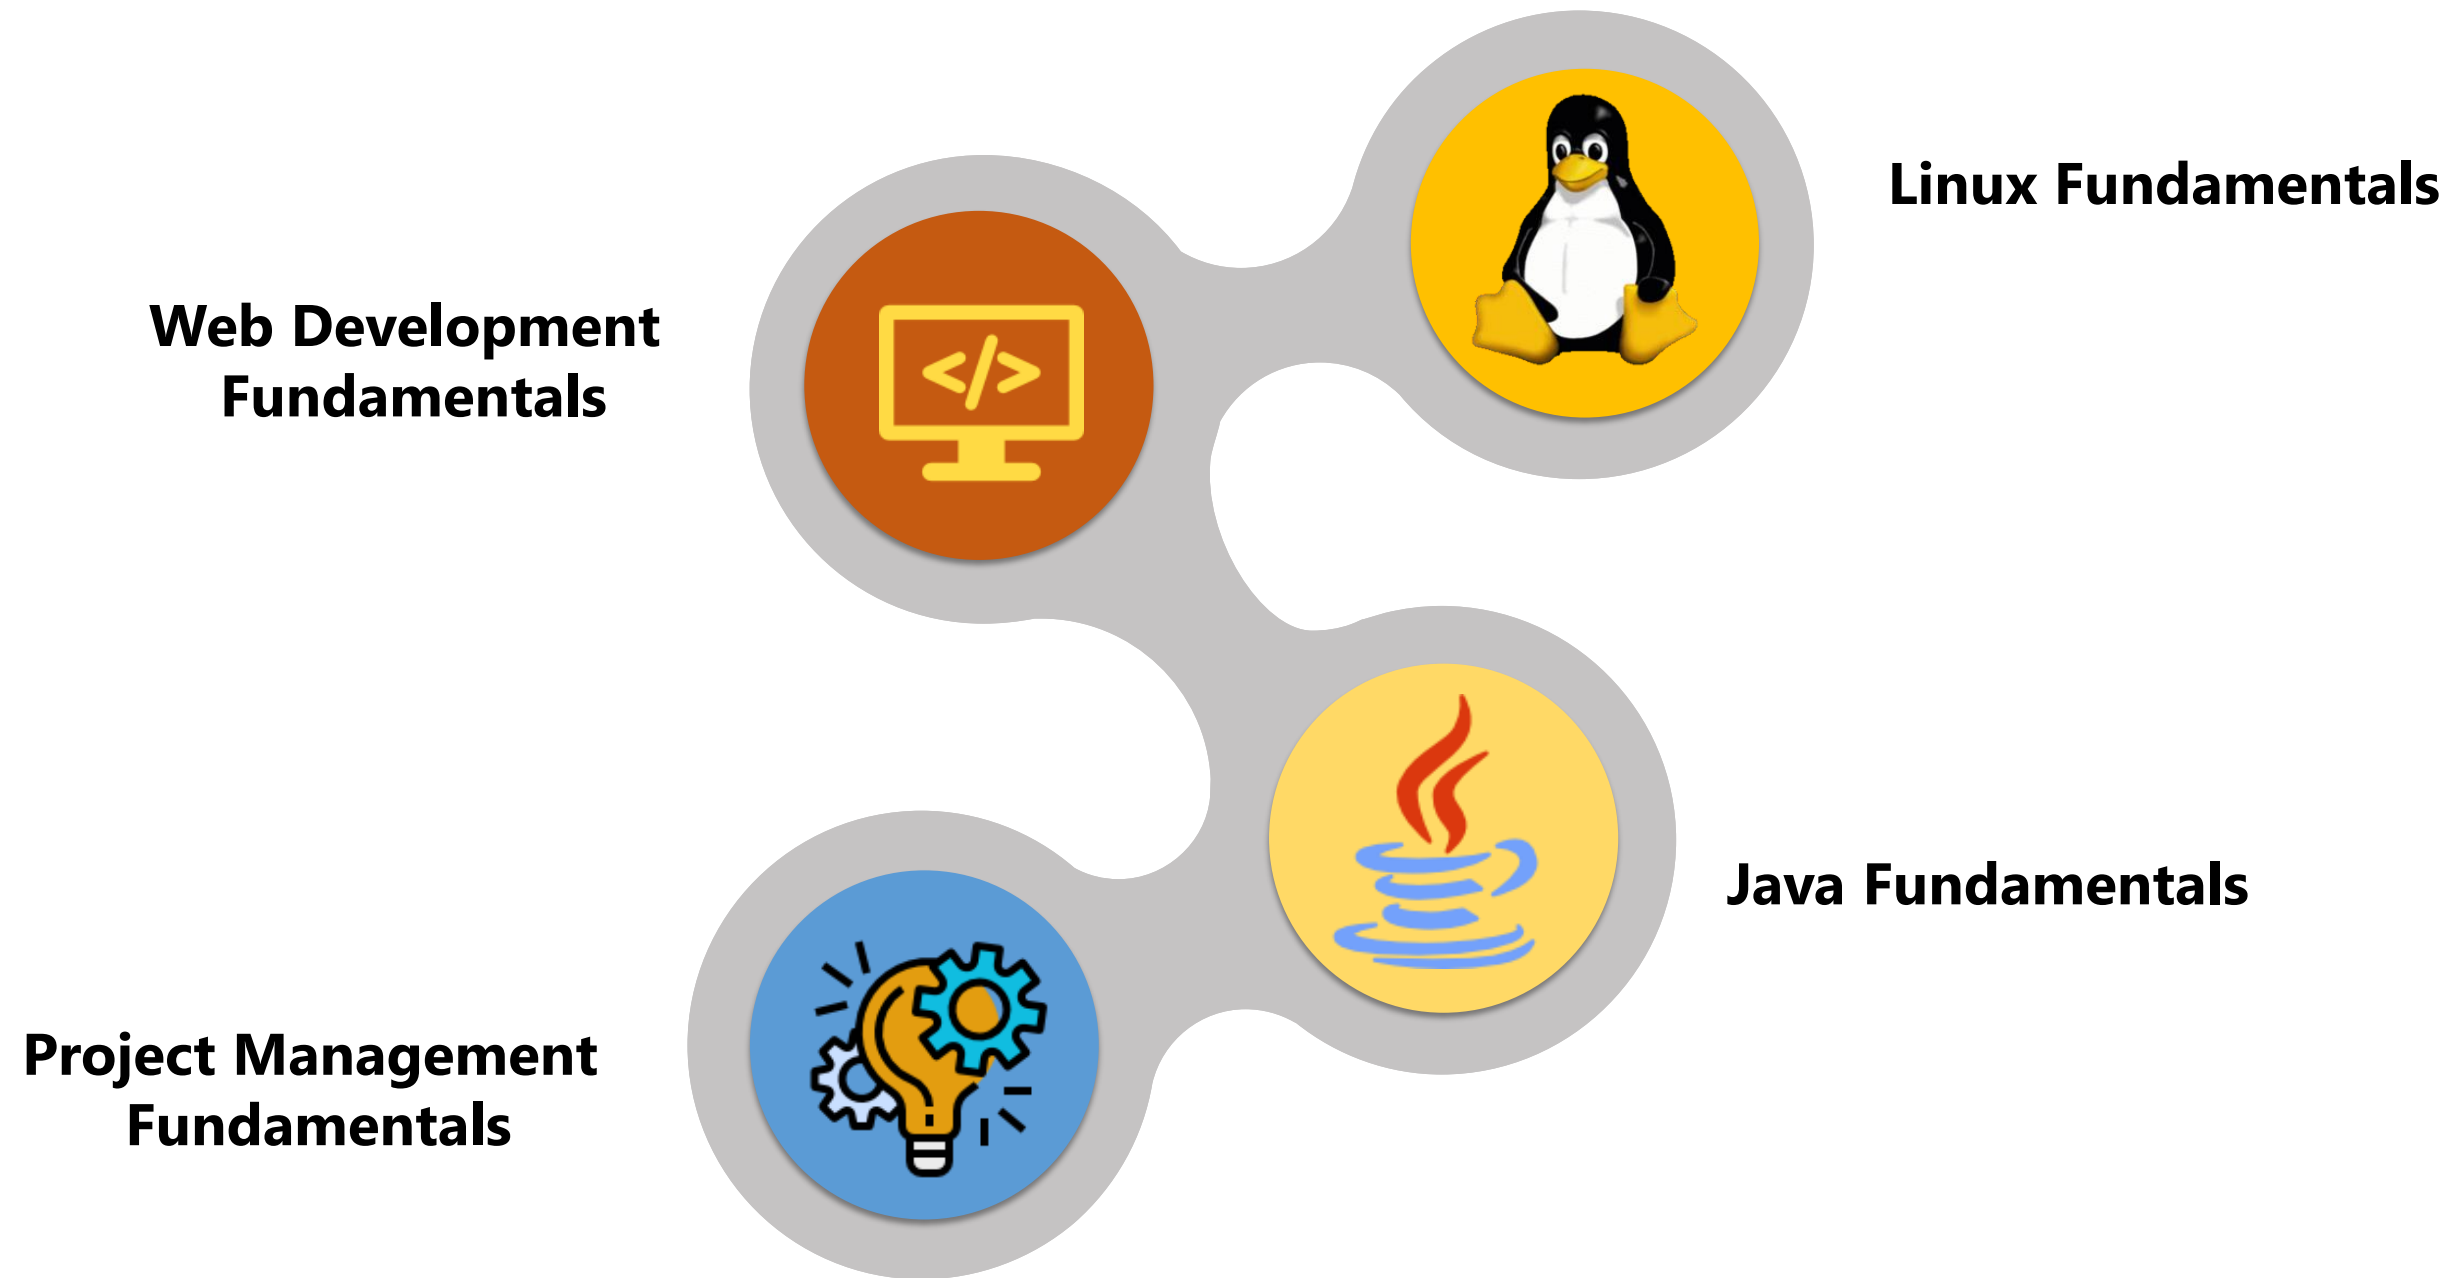 Linux Fundamentals
Web Development
Fundamentals
</>
Java Fundamentals
Project Management
Fundamentals